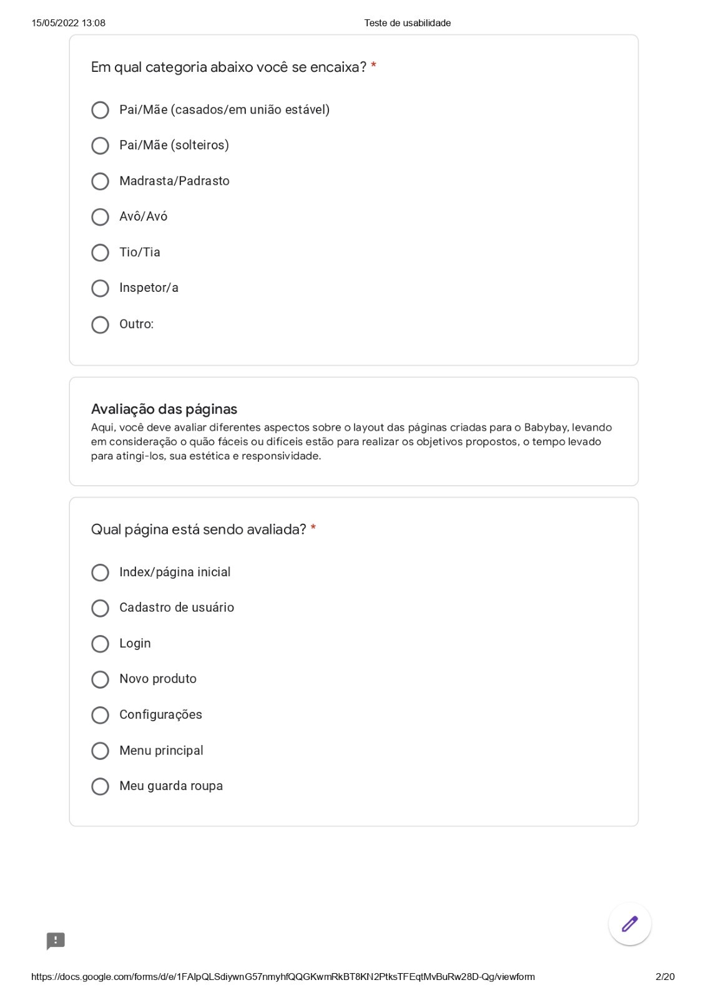 15/05/2022 13:08
Teste de usabilidade
Em qual categoria abaixo você se encaixa? *
Pai/Mãe (casados/em união estável)
Pai/Mãe (solteiros)
Madrasta/Padrasto
Avô/Avó
Tio/Tia
Inspetor/a
Outro:
Avaliação das páginas
Aqui, você deve avaliar diferentes aspectos sobre o layout das páginas criadas para o Babybay, levando
em consideração o quão fáceis ou difíceis estão para realizar os objetivos propostos, o tempo levado
para atingi-los, sua estética e responsividade.
Qual página está sendo avaliada? *
Index/página inicial
Cadastro de usuário
Login
Novo produto
Configurações
Menu principal
Meu guarda roupa
https://docs.google.com/forms/d/e/1FAIpQLSdiywnG57nmyhfQQGKwmRkBT8KN2PtksTFEqtMvBuRw28D-Qg/viewform
2/20